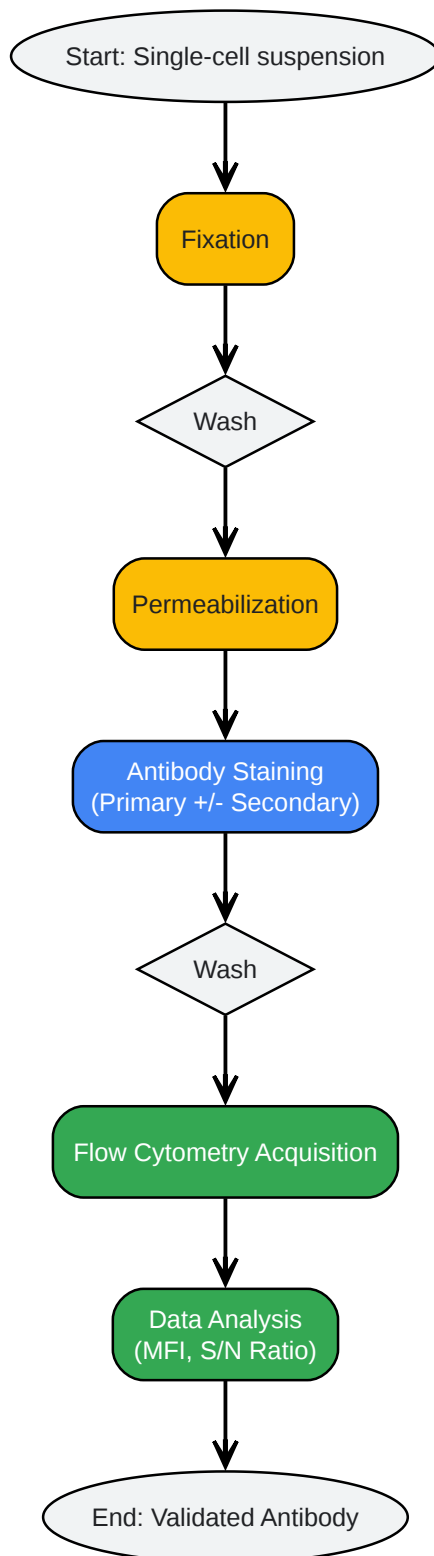 Start: Single-cell suspension
Fixation
Wash
Permeabilization
Antibody Staining
(Primary +/- Secondary)
Wash
Flow Cytometry Acquisition
Data Analysis
(MFI, S/N Ratio)
End: Validated Antibody